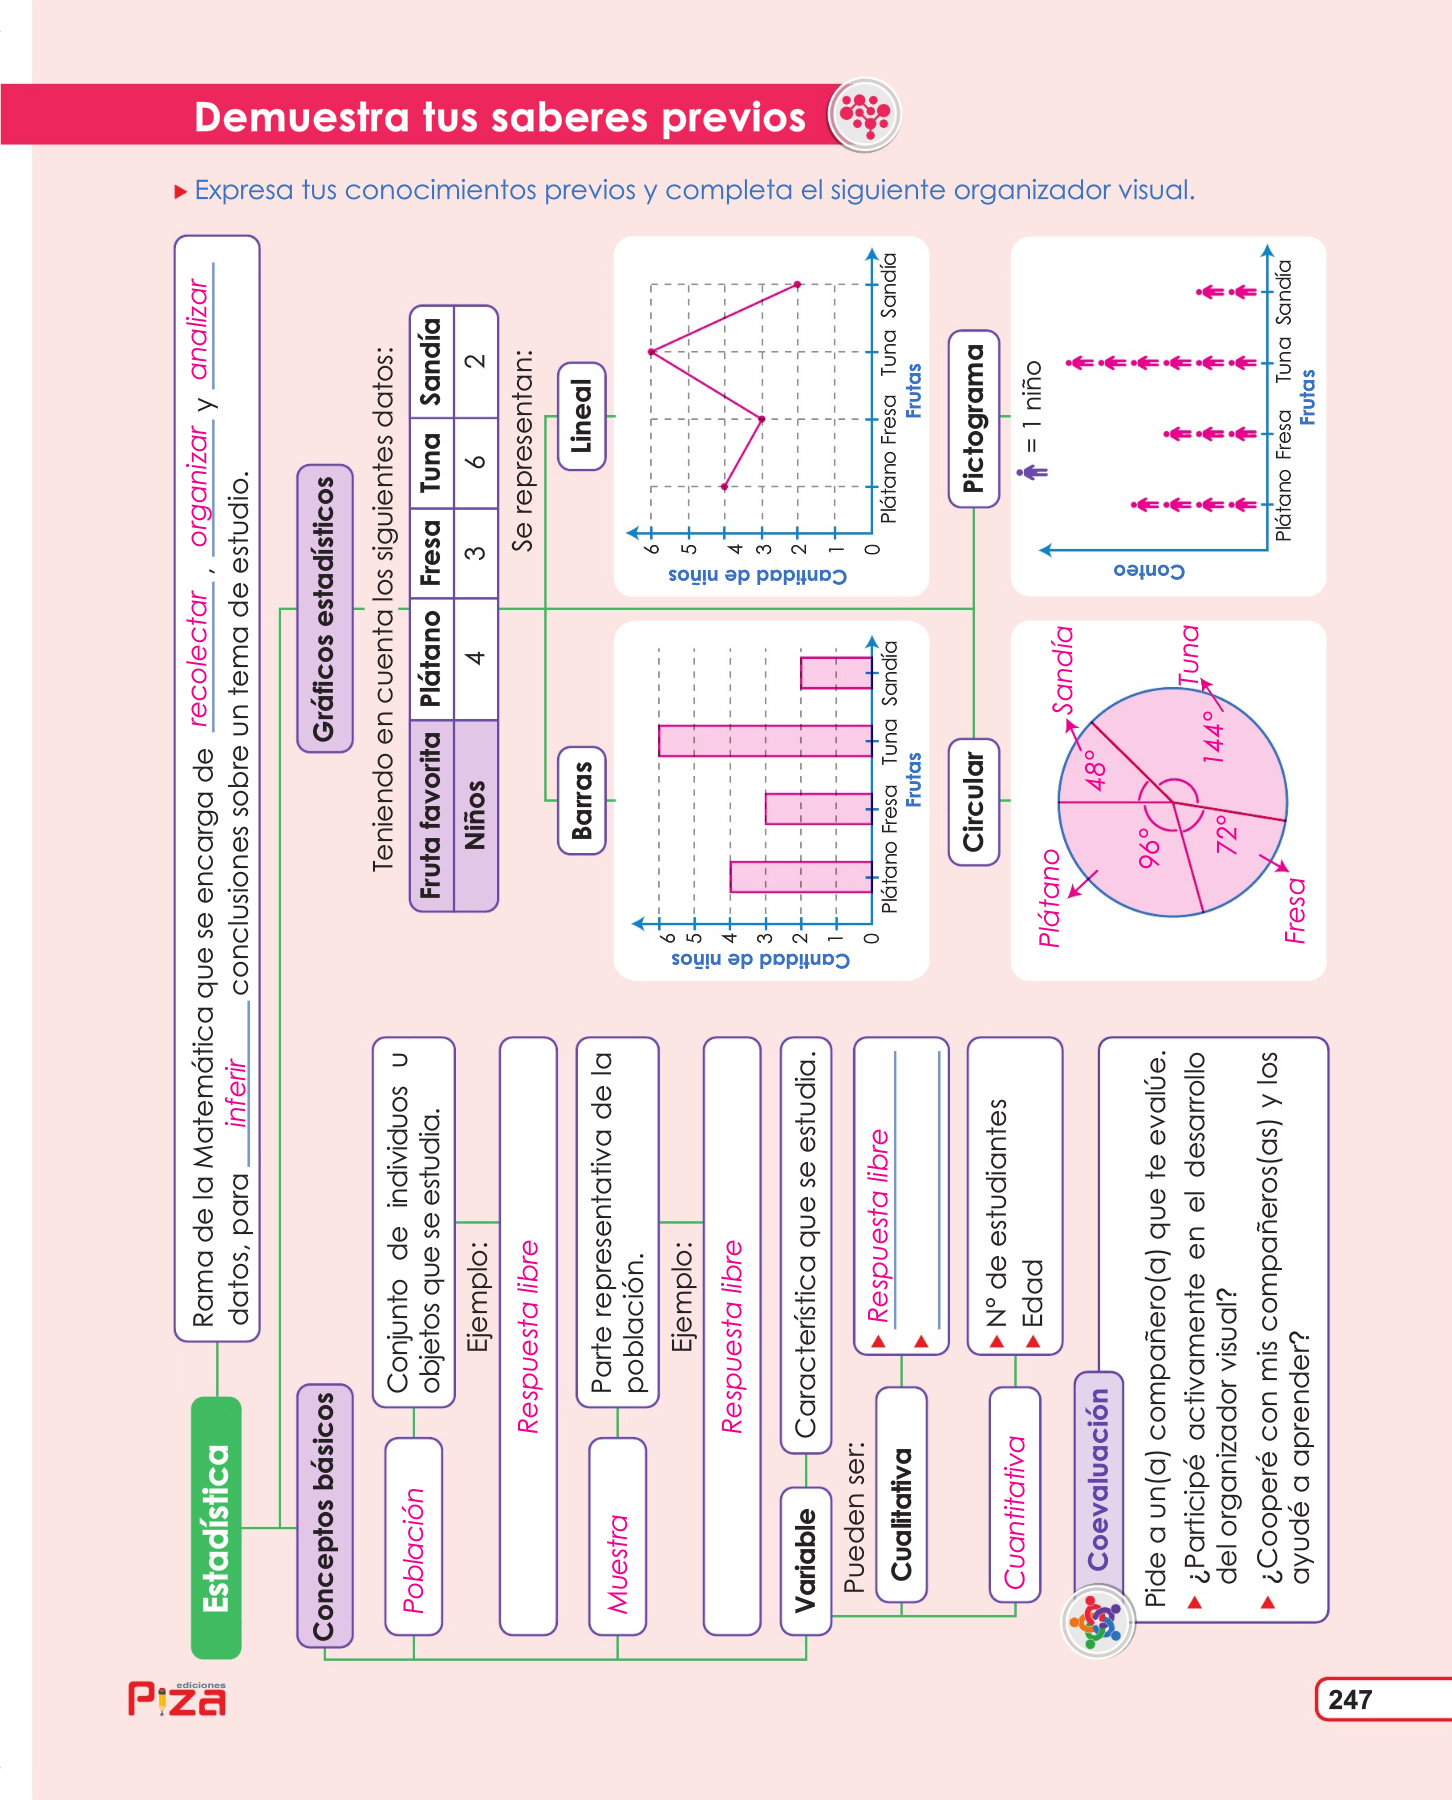 Demuestra tus saberes previos
Expresa tus conocimientos previos y completa el siguiente organizador visual.
Estadística
Rama de la Matemática que se encarga de recolectar , organizar y analizar
datos, para inferir conclusiones sobre un tema de estudio.
Conceptos básicos
Población
Conjunto de individuos u
objetos que se estudia.
Ejemplo:
Respuesta libre
Muestra
Parte representativa de la
población.
Ejemplo:
Respuesta libre
Variable
Característica que se estudia.
Pueden ser:
Cualitativa
Respuesta libre
Cuantitativa
N° de estudiantes
Edad
Coevaluación
Pide a un(a) compañero(a) que te evalúe.
¿Participé activamente en el desarrollo
del organizador visual?
¿Cooperé con mis compañeros(as) y los
ayudé a aprender?
Gráficos estadísticos
Teniendo en cuenta los siguientes datos:
Fruta favorita Plátano Fresa Tuna Sandía
Niños 4 3 6 2
Se representan:
Barras
Cantidad de niños
6
5
4
3
2
1
0
Plátano Fresa Tuna Sandía
Frutas
Lineal
Cantidad de niños
6
5
4
3
2
1
0
Plátano Fresa Tuna Sandía
Frutas
Circular
Plátano
Sandía
48°
96°
144°
72°
Tuna
Fresa
Pictograma
= 1 niño
Conteo
Plátano Fresa Tuna Sandía
Frutas
Piza
ediciones
247